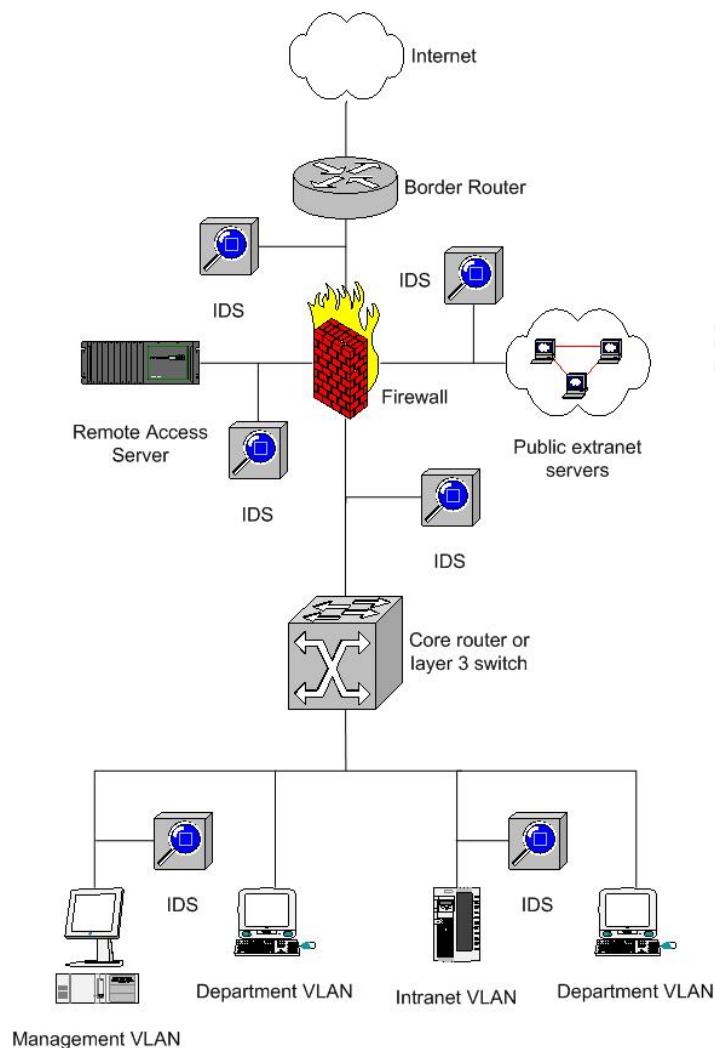 Internet
Border Router
IDS
IDS
Firewall
Remote Access
Server
IDS
Public extranet
servers
IDS
Core router or
layer 3 switch
IDS
IDS
Department VLAN
Intranet VLAN
Department VLAN
Management VLAN